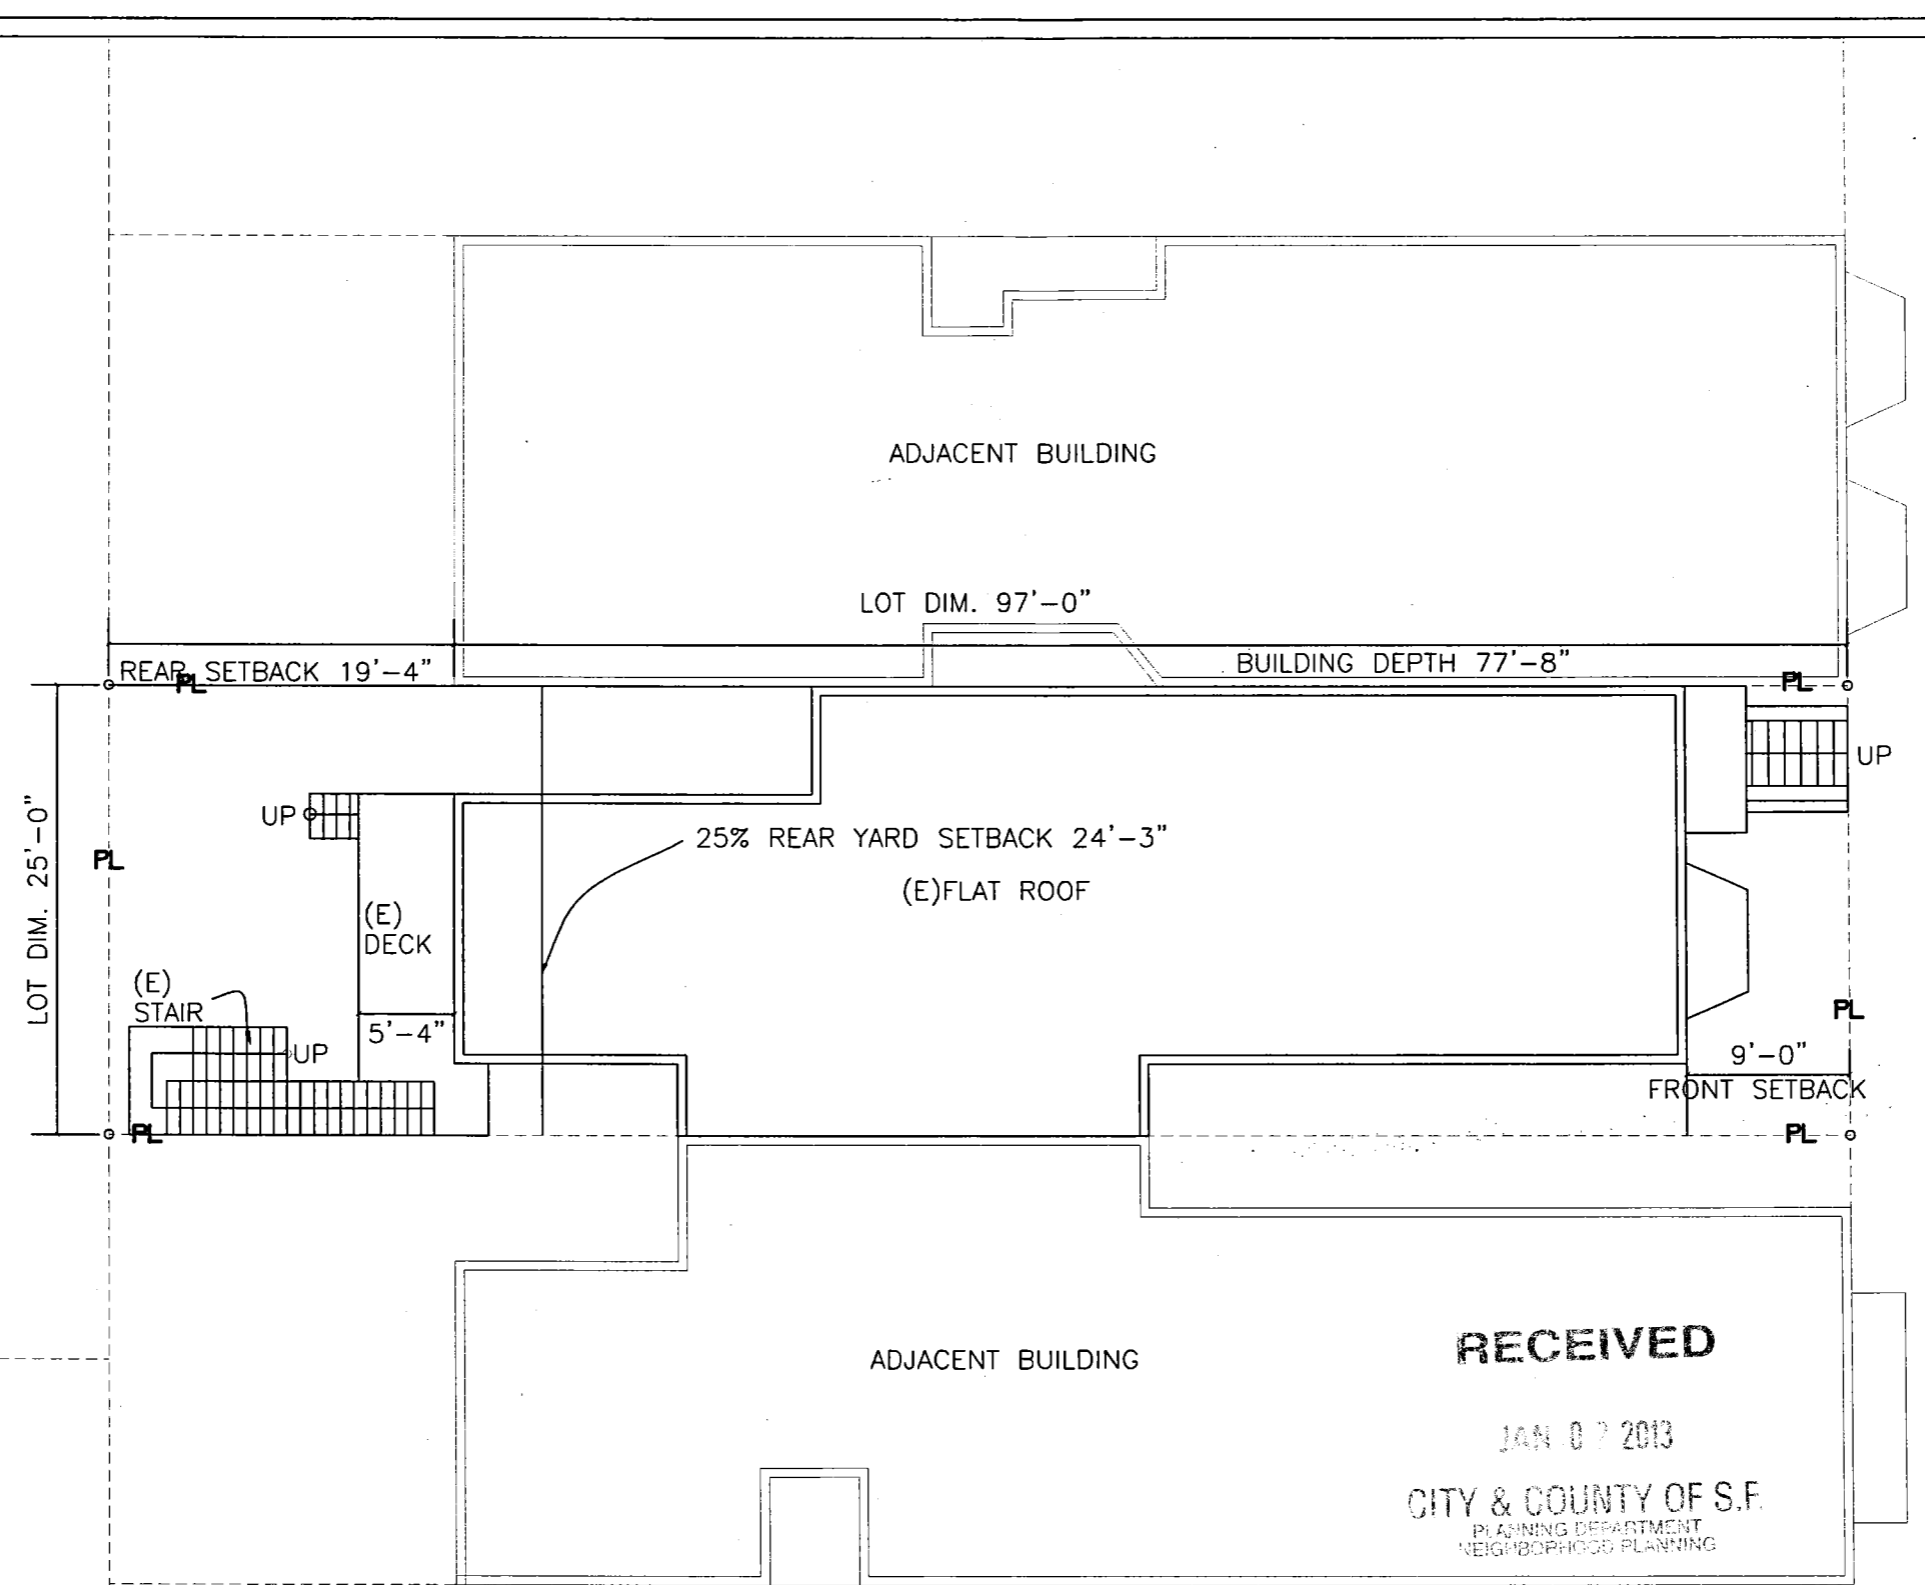 ADJACENT BUILDING
LOT DIM. 97'-0"
REAR SETBACK 19'-4"
PL
BUILDING DEPTH 77'-8"
PL
UP
UP
25% REAR YARD SETBACK 24'-3"
(E)FLAT ROOF
PL
LOT DIM. 25'-0"
(E)
DECK
(E)
STAIR
UP
5'-4"
PL
9'-0"
FRONT SETBACK
PL
PL
ADJACENT BUILDING
RECEIVED
JAN 2013
CITY & COUNTY OF S.F.
PLANNING DEPARTMENT
NEIGHBORHOOD PLANNING